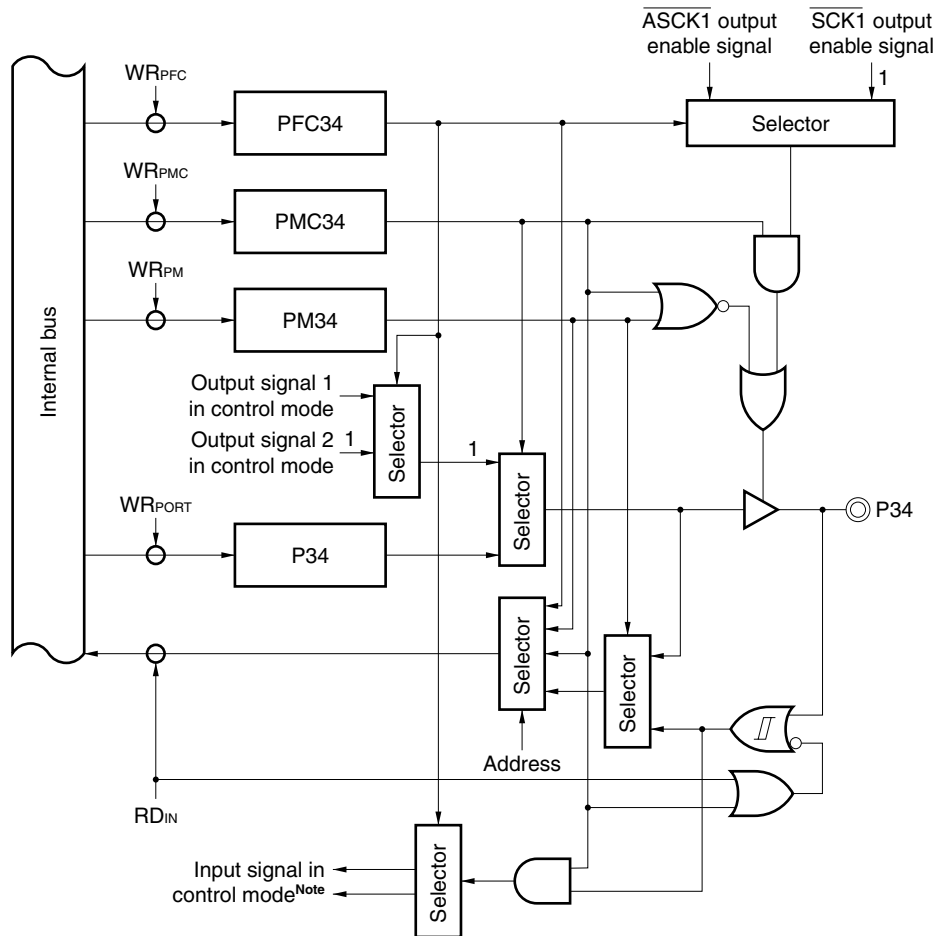 ASCK1 output
enable signal
SCK1 output
enable signal
1
WRPFC
PFC34
Selector
WRPMC
PMC34
WRPM
PM34
Internal bus
Output signal 1
in control mode
Output signal 2
in control mode
1
Selector
1
Selector
WRPORT
P34
P34
Selector
Selector
Address
RDIN
Input signal in
control modeNote
Selector